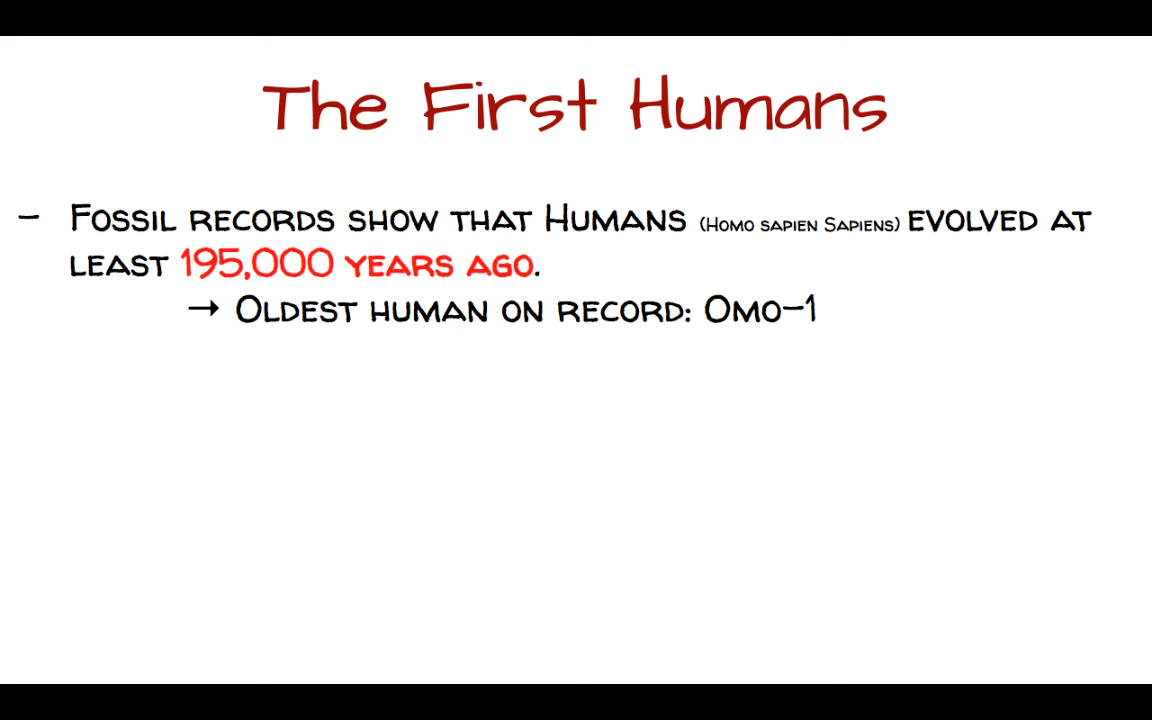 The First Humans
- Fossil records show that Humans (Homo sapien Sapiens) evolved at
least 195,000 years ago.
→ Oldest human on record: Omo-1